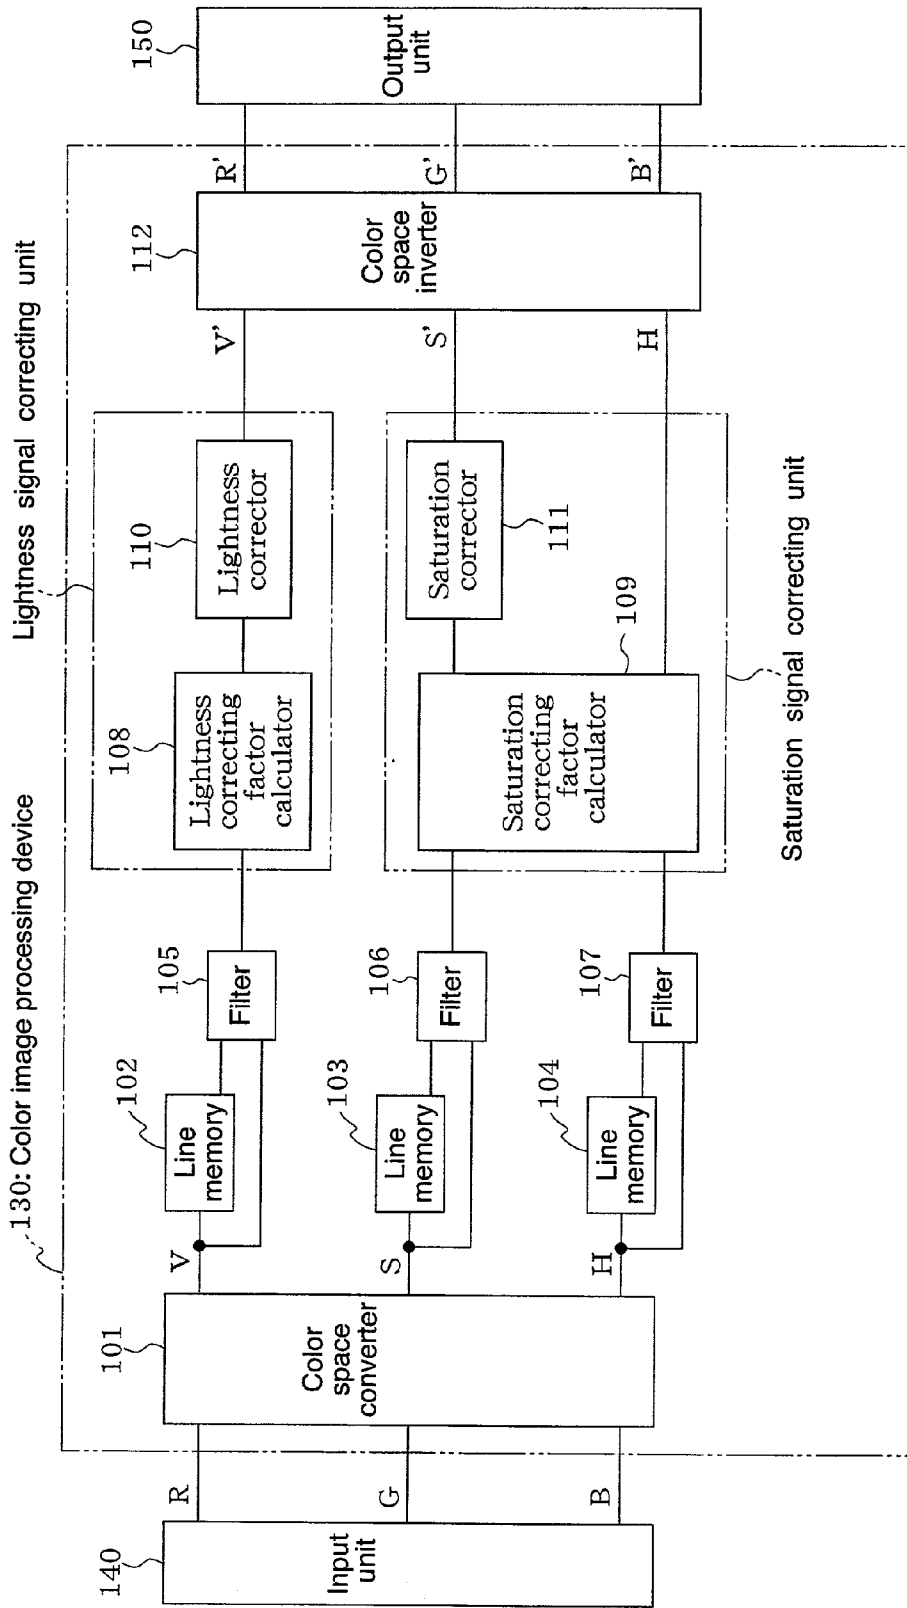 130: Color image processing device
Lightness signal correcting unit
140
Input
unit
R
G
B
101
Color
space
converter
V
S
H
102
Line
memory
103
Line
memory
104
Line
memory
105
Filter
106
Filter
107
Filter
108
Lightness
correcting
factor
calculator
110
Lightness
corrector
Saturation
correcting
factor
calculator
109
Saturation
corrector
111
Saturation signal correcting unit
V'
S'
H
112
Color
space
inverter
R'
G'
B'
150
Output
unit